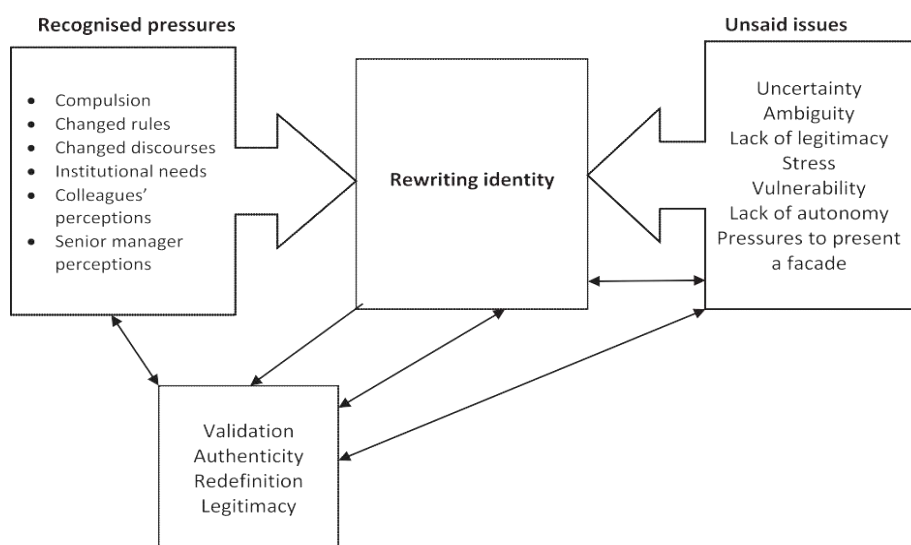 Recognised pressures
• Compulsion
• Changed rules
• Changed discourses
• Institutional needs
• Colleagues'
perceptions
• Senior manager
perceptions
Rewriting identity
Unsaid issues
Uncertainty
Ambiguity
Lack of legitimacy
Stress
Vulnerability
Lack of autonomy
Pressures to present
a facade
Validation
Authenticity
Redefinition
Legitimacy